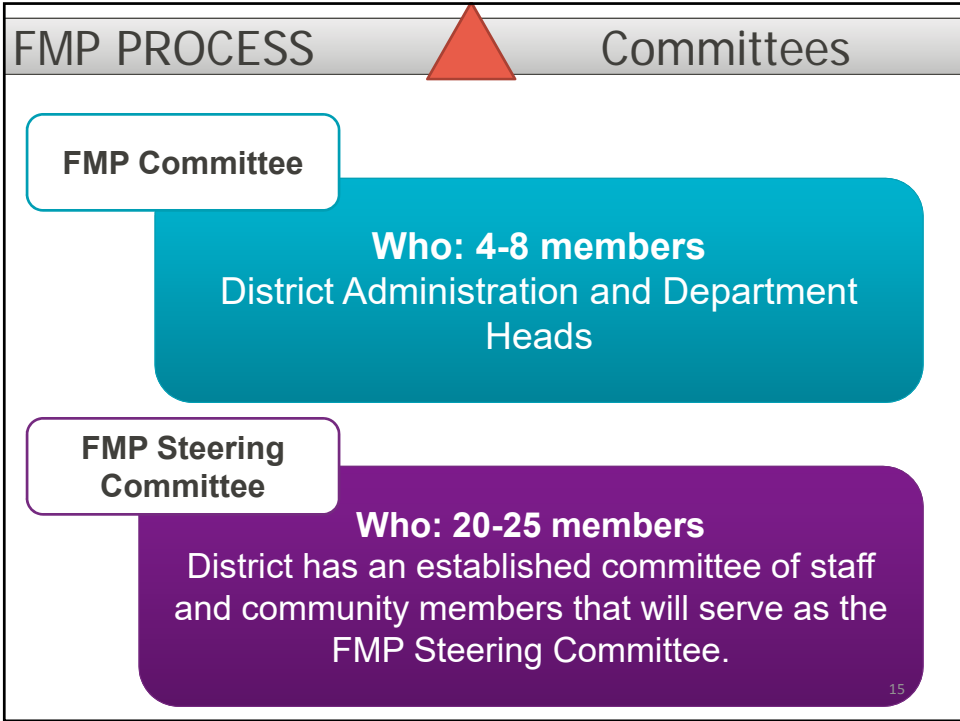 FMP PROCESS
Committees
FMP Committee
Who: 4-8 members
District Administration and Department
Heads
FMP Steering
Committee
Who: 20-25 members
District has an established committee of staff
and community members that will serve as the
FMP Steering Committee.
15